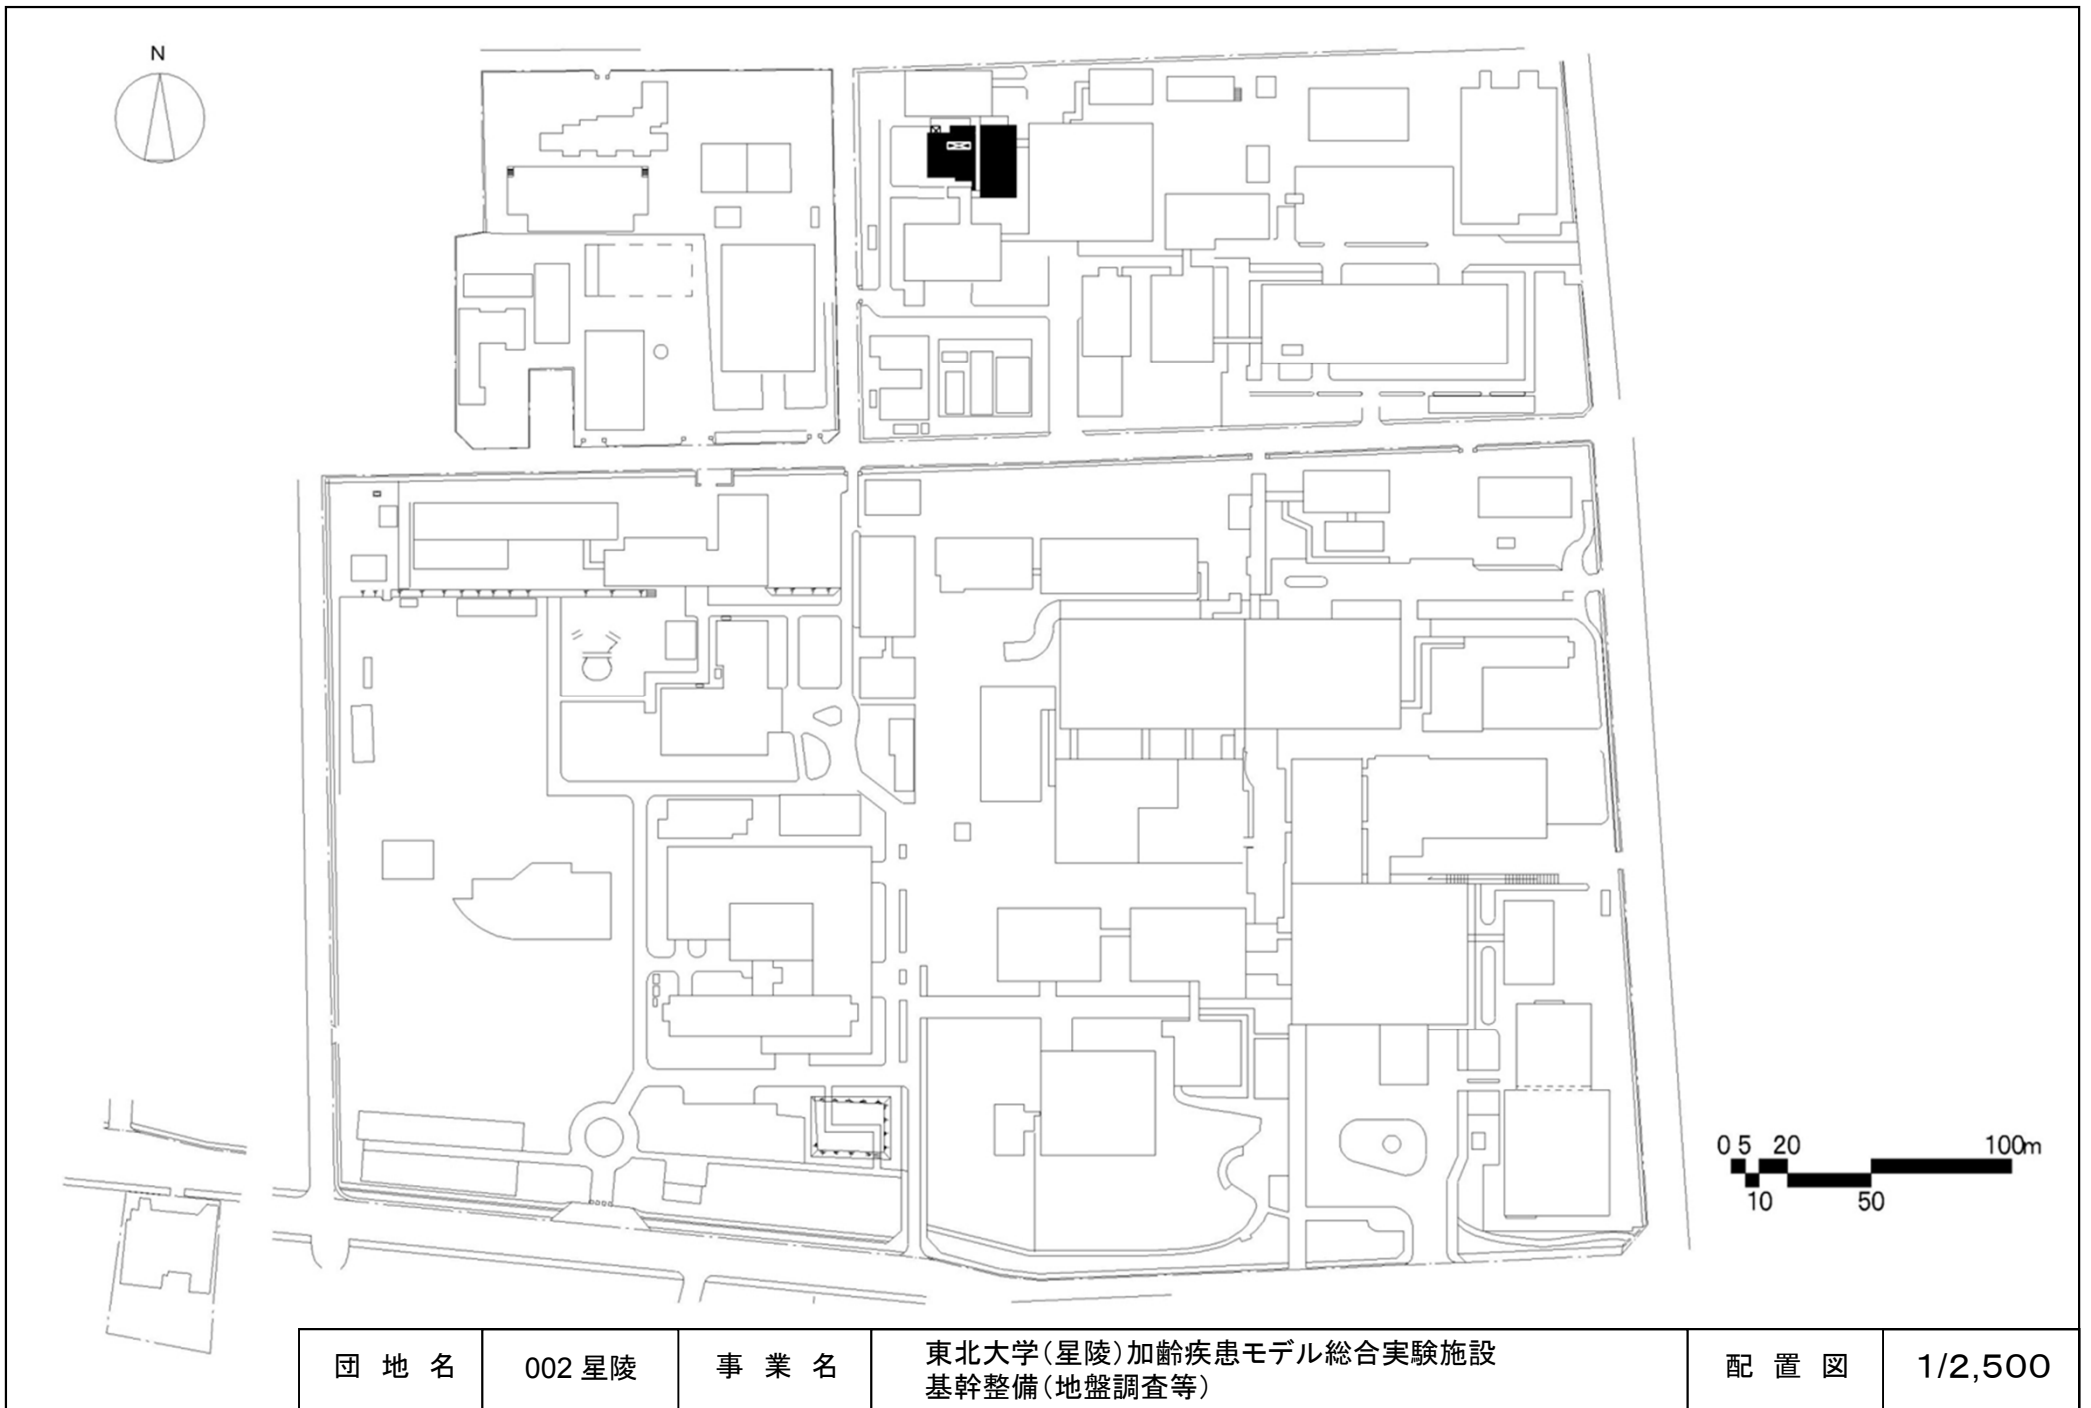 N
0 5 20 100m
10 50
団地名 002 星陵 事業名 東北大学(星陵)加齢疾患モデル総合実験施設
基幹整備(地盤調査等)
配置図 1/2,500